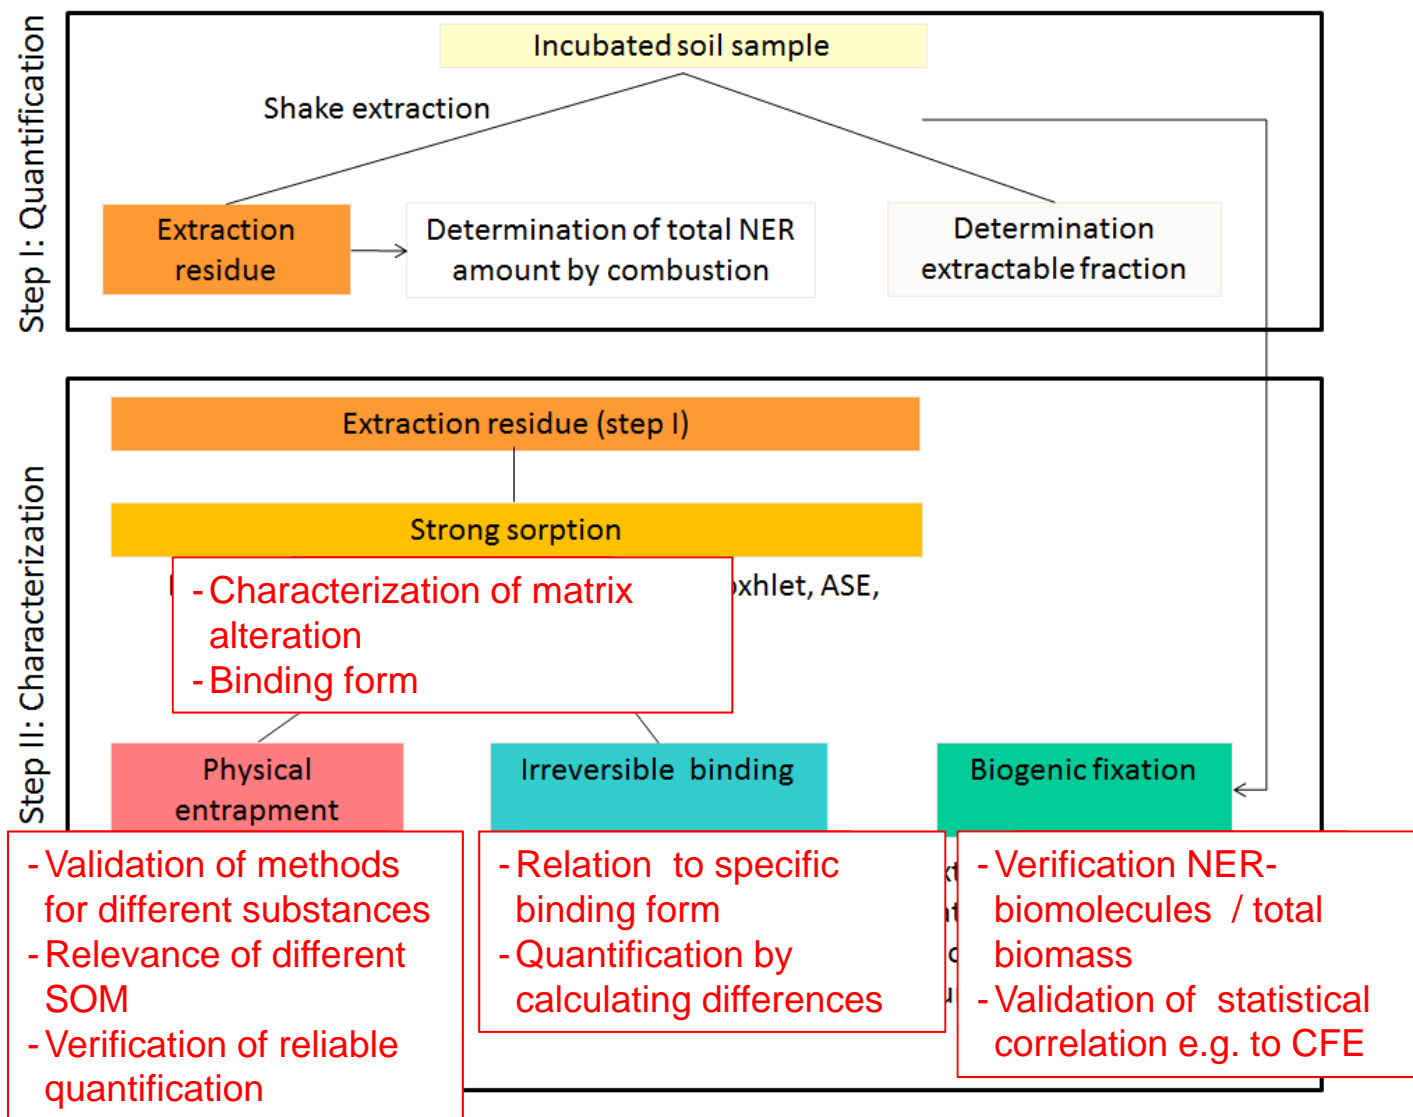 Step I: Quantification
Incubated soil sample
Shake extraction
Extraction
residue
Determination of total NER
amount by combustion
Determination
extractable fraction
Step II: Characterization
Extraction residue (step I)
Strong sorption
ASE,
- Characterization of matrix
alteration
- Binding form
Physical
entrapment
Irreversible binding
Biogenic fixation
- Validation of methods
for different substances
- Relevance of different
SOM
- Verification of reliable
quantification
- Relation to specific
binding form
- Quantification by
calculating differences
- Verification NER-
biomolecules / total
biomass
- Validation of statistical
correlation e.g. to CFE